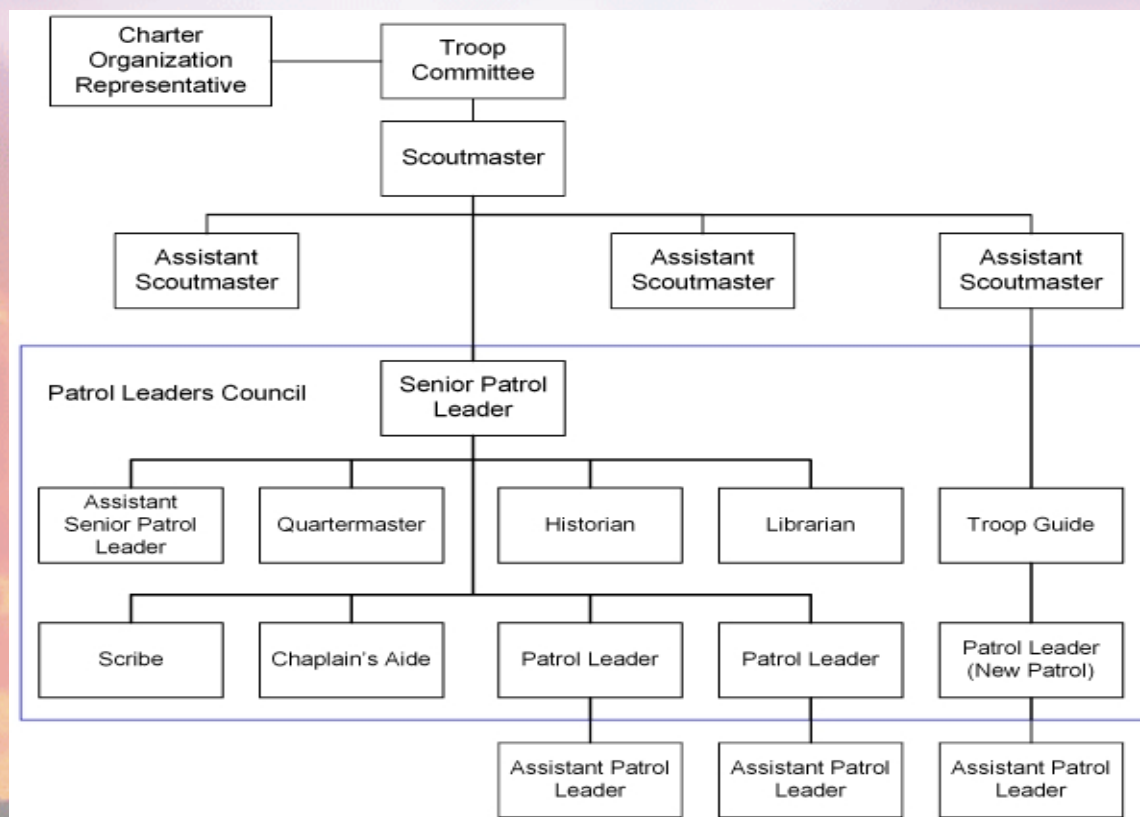 Charter
Organization
Representative
Troop
Committee
Scoutmaster
Assistant
Scoutmaster
Assistant
Scoutmaster
Assistant
Scoutmaster
Patrol Leaders Council
Senior Patrol
Leader
Assistant
Senior Patrol
Leader
Quartermaster
Historian
Librarian
Troop Guide
Scribe
Chaplain's Aide
Patrol Leader
Patrol Leader
Patrol Leader
(New Patrol)
Assistant Patrol
Leader
Assistant Patrol
Leader
Assistant Patrol
Leader